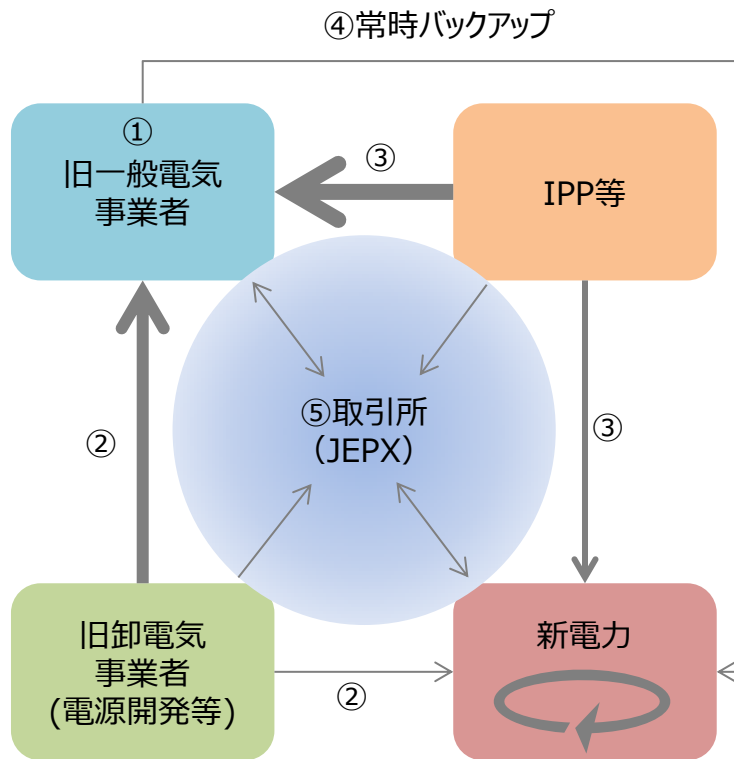 ④常時バックアップ
①
旧一般電気
事業者
③
IPP等
②
⑤取引所
（JEPX）
③
旧卸電気
事業者
(電源開発等)
②
新電力